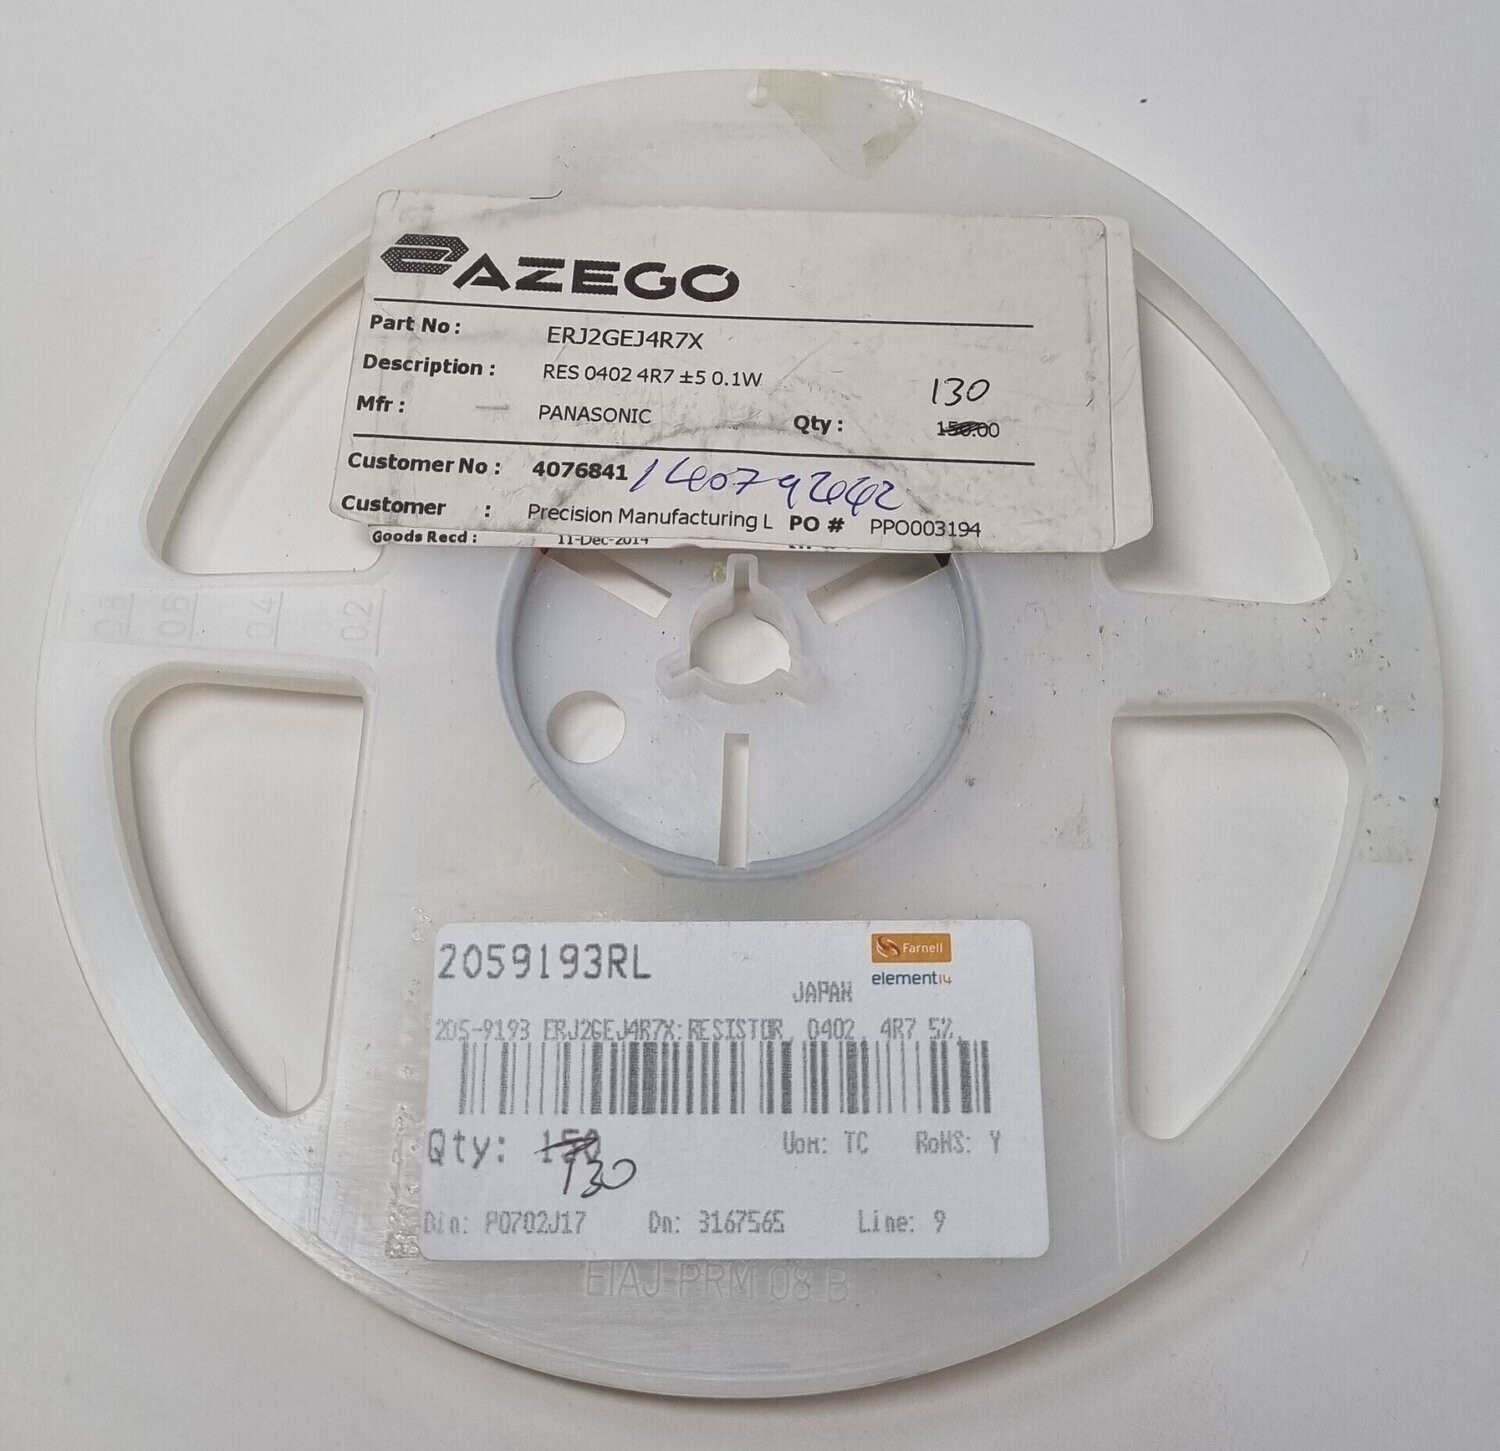 AZEGO
Part No : ERJ2GEJ4R7X
Description : RES 0402 4R7 ±5 0.1W
130
Mfr : PANASONIC Qty : 150.00
Customer No : 4076841
Customer : Precision Manufacturing L PO # PPO003194
Goods Recd : 11-Dec-2014
0.8 0.6 0.4 0.2
2059193RL Farnell
element14
JAPAN
205-9193 ERJ2GEJ4R7X:RESISTOR, 0402, 4R7 5%,
Qty: 150 Uom: TC RoHS: Y
130
Din: P0702J17 Dn: 3167565 Line: 9
EIAJ PRM 08 B